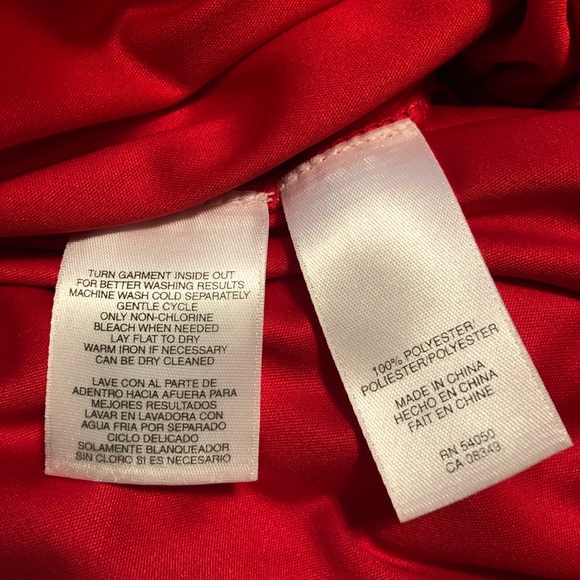 TURN GARMENT INSIDE OUT
FOR BETTER WASHING RESULTS
MACHINE WASH COLD SEPARATELY
GENTLE CYCLE
ONLY NON-CHLORINE
BLEACH WHEN NEEDED
LAY FLAT TO DRY
WARM IRON IF NECESSARY
CAN BE DRY CLEANED
LAVE CON AL PARTE DE
ADENTRO HACIA AFUERA PARA
MEJORES RESULTADOS
LAVAR EN LAVADORA CON
AGUA FRIA POR SEPARADO
CICLO DELICADO
SOLAMENTE BLANQUEADOR
SIN CLORO SI ES NECESARIO
100% POLYESTER/
POLIESTER/POLYESTER
MADE IN CHINA
HECHO EN CHINA
FAIT EN CHINE
RN 54050
CA 08343